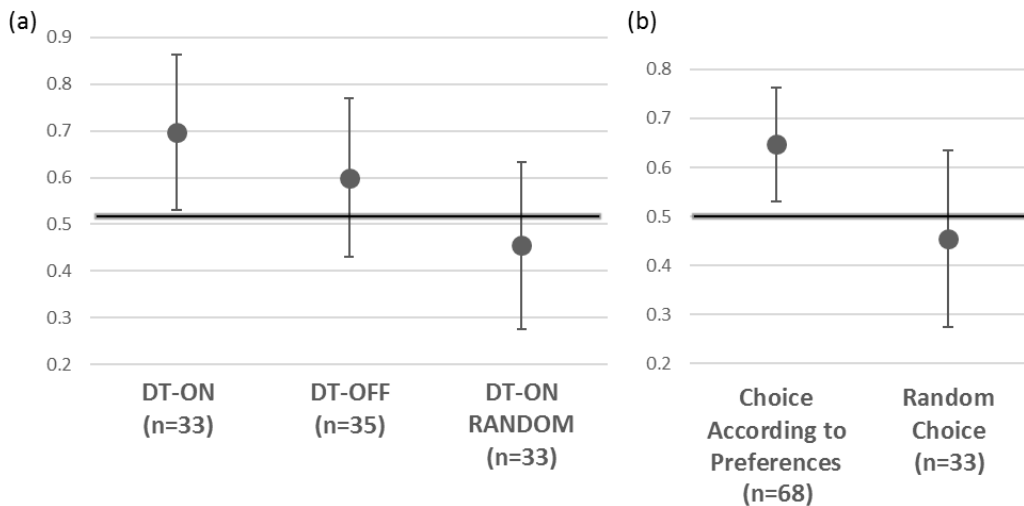 (a)
0.9
0.8
0.7
0.6
0.5
0.4
0.3
0.2
DT-ON
(n=33)
DT-OFF
(n=35)
DT-ON
RANDOM
(n=33)
(b)
0.8
0.7
0.6
0.5
0.4
0.3
0.2
Choice
According to
Preferences
(n=68)
Random
Choice
(n=33)